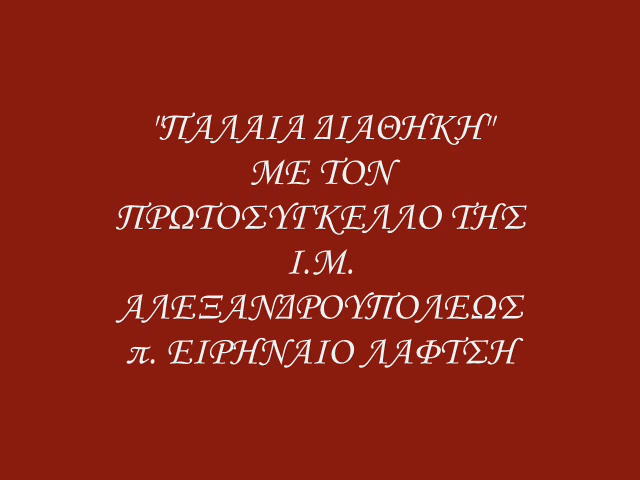 "ΠΑΛΑΙΑ ΔΙΑΘΗΚΗ"
ΜΕ ΤΟΝ
ΠΡΩΤΟΣΥΓΚΕΛΛΟ ΤΗΣ
Ι.Μ.
ΑΛΕΞΑΝΔΡΟΥΠΟΛΕΩΣ
π. ΕΙΡΗΝΑΙΟ ΛΑΦΤΣΗ